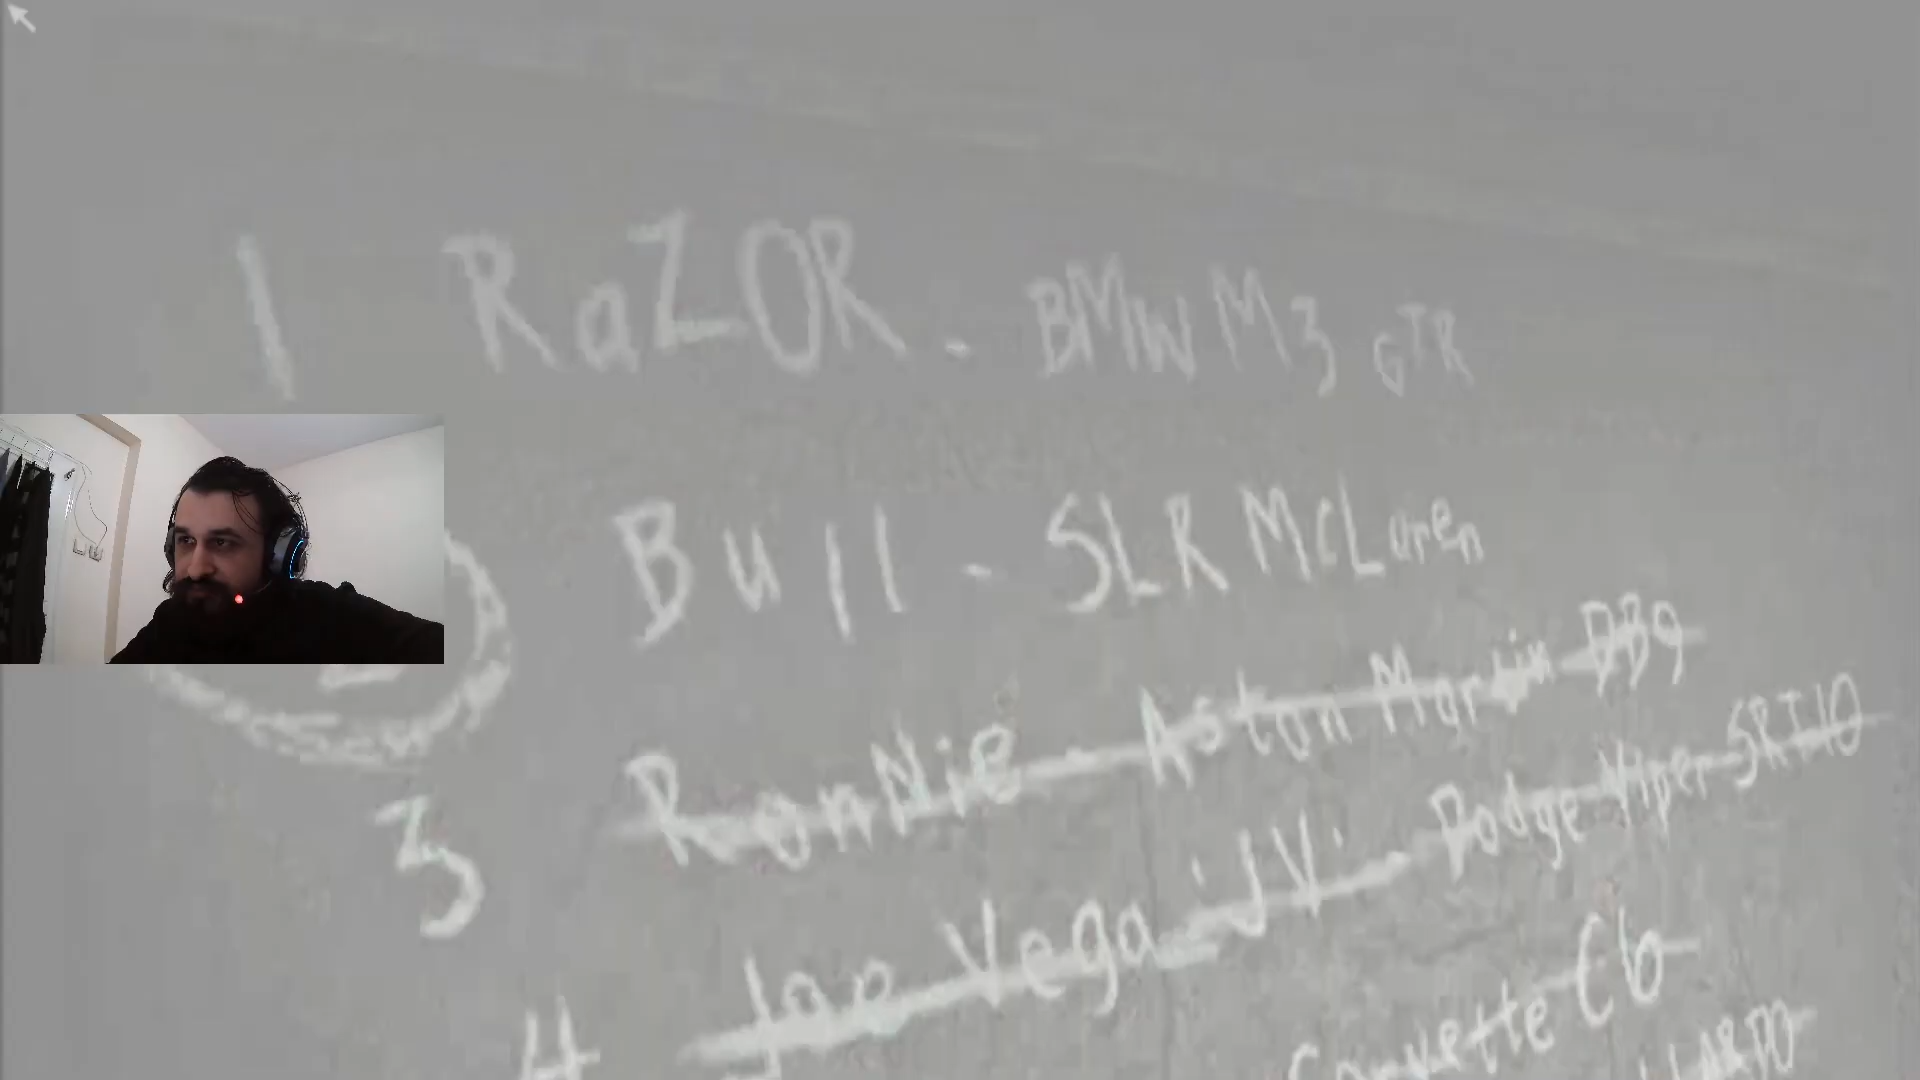 1 RaZOR - BMW M3 GTR
Bull - SLR McLaren
3 RonNie - Aston Martin DB9
4 Joe Vega 'JV' - Dodge Viper SRT10
Corvette C6